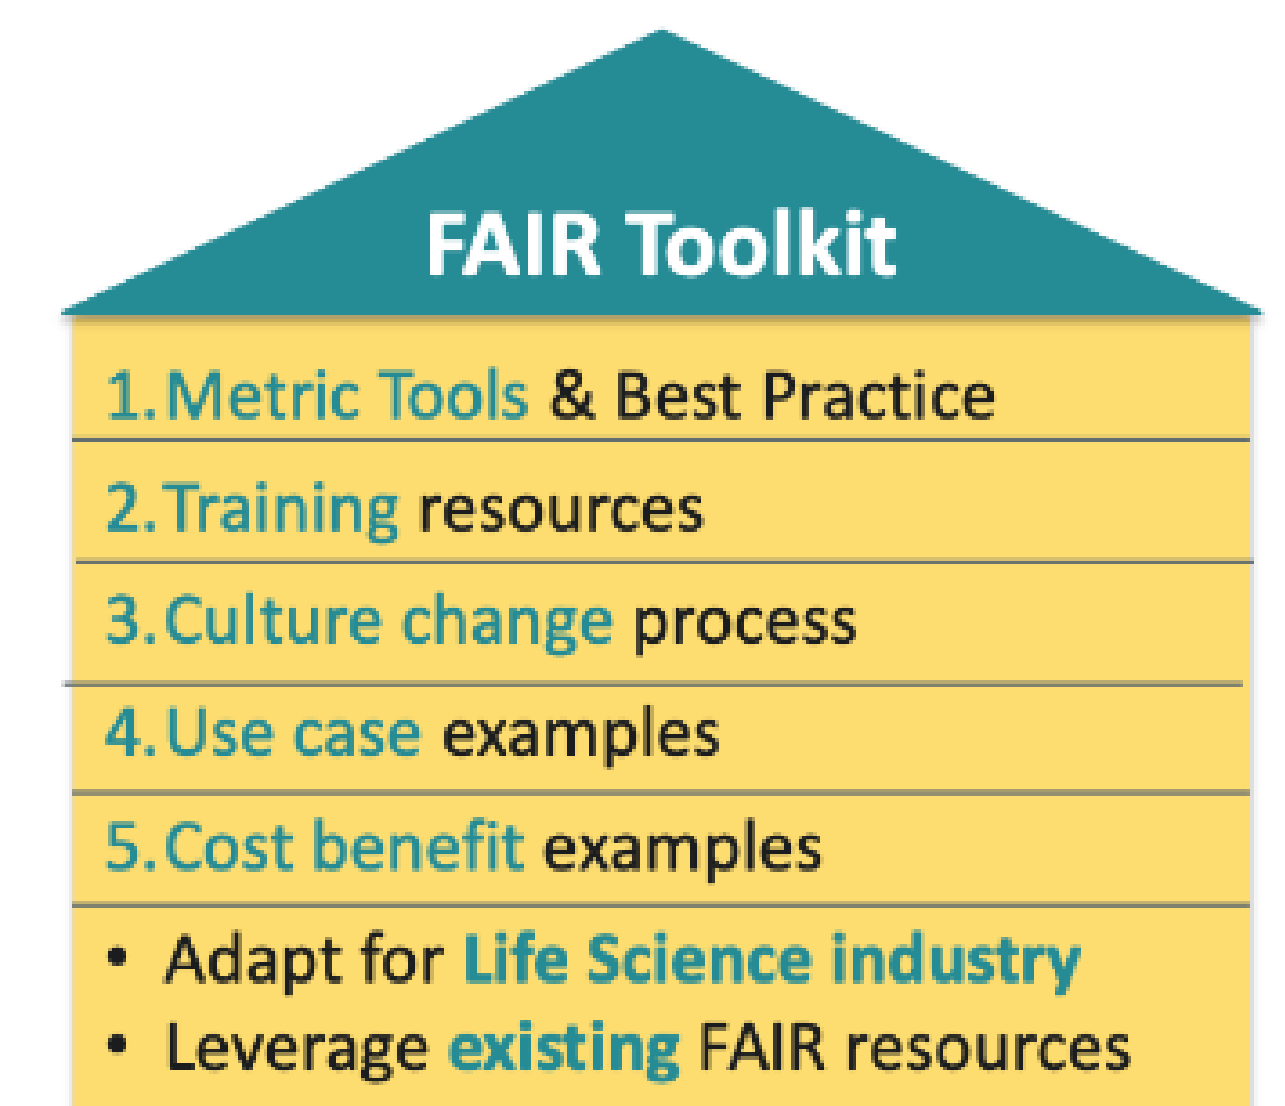 FAIR Toolkit
1. Metric Tools & Best Practice
2. Training resources
3. Culture change process
4. Use case examples
5. Cost benefit examples
• Adapt for Life Science industry
• Leverage existing FAIR resources